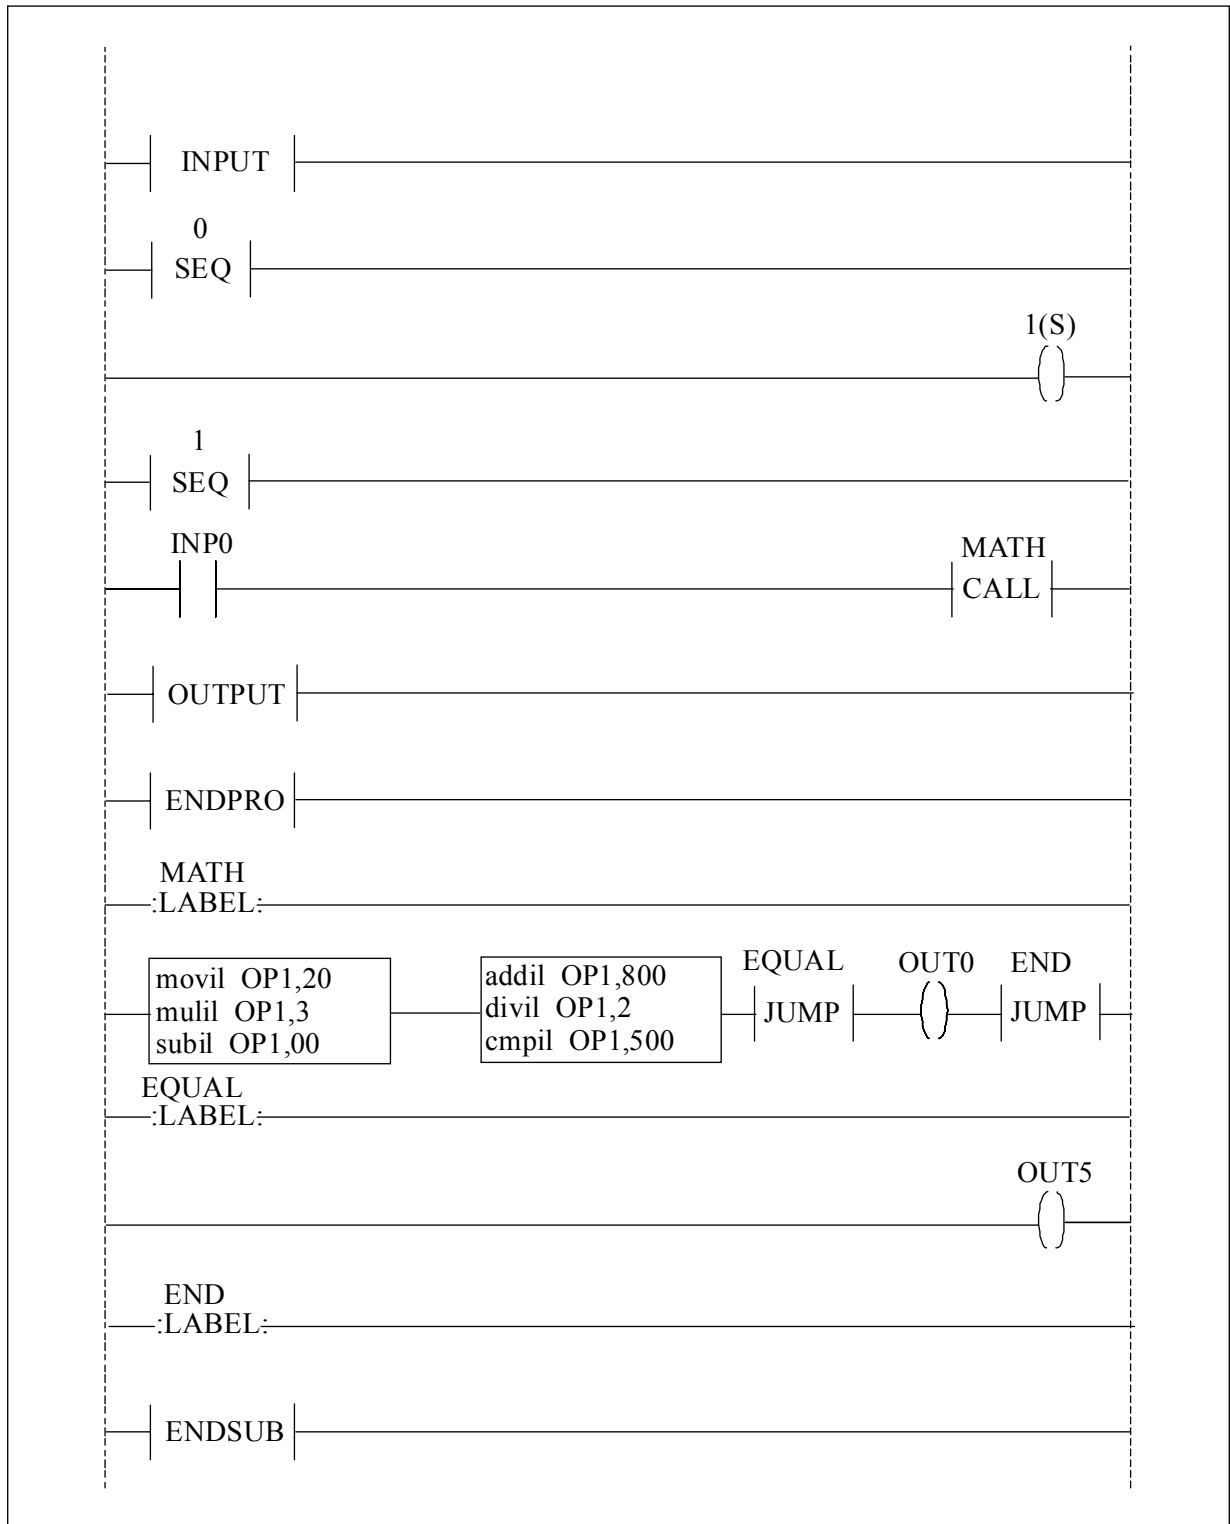 INPUT
0
SEQ
1(S)
1
SEQ
INP0
MATH
CALL
OUTPUT
ENDPRO
MATH
:LABEL:
movil OP1,20
mulil OP1,3
subil OP1,00
addil OP1,800
divil OP1,2
cmpil OP1,500
EQUAL
JUMP
OUT0
END
JUMP
EQUAL
:LABEL:
OUT5
END
:LABEL:
ENDSUB